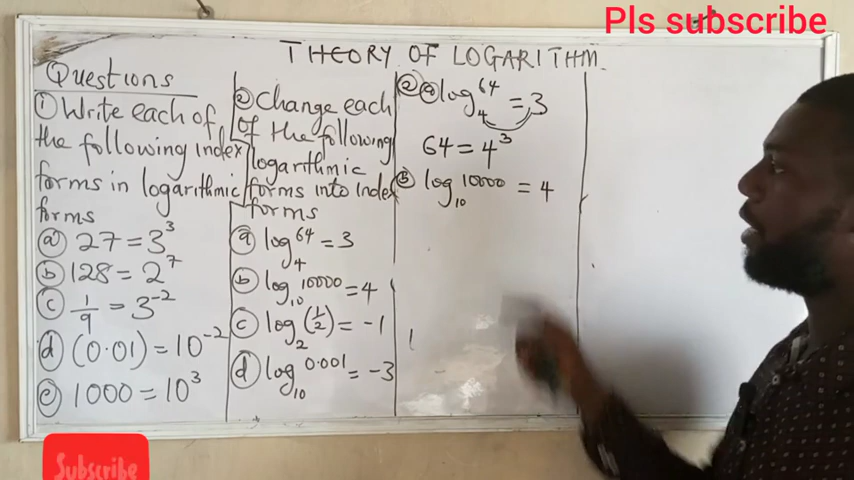 Pls subscribe
THEORY OF LOGARITHM.
Questions
① Write each of
the following index
forms in logarithmic
forms
ⓐ 27 = 3³
ⓑ 128 = 2⁷
ⓒ 1/9 = 3⁻²
ⓓ (0.01) = 10⁻²
ⓔ 1000 = 10³
② Change each
of the following
logarithmic
forms into Index
forms
ⓐ log₄ 64 = 3
ⓑ log₁₀ 10000 = 4
ⓒ log₂ (1/2) = -1
ⓓ log₁₀ 0.001 = -3
② ⓐ log₄ 64 = 3
64 = 4³
ⓑ log₁₀ 10000 = 4
Subscribe